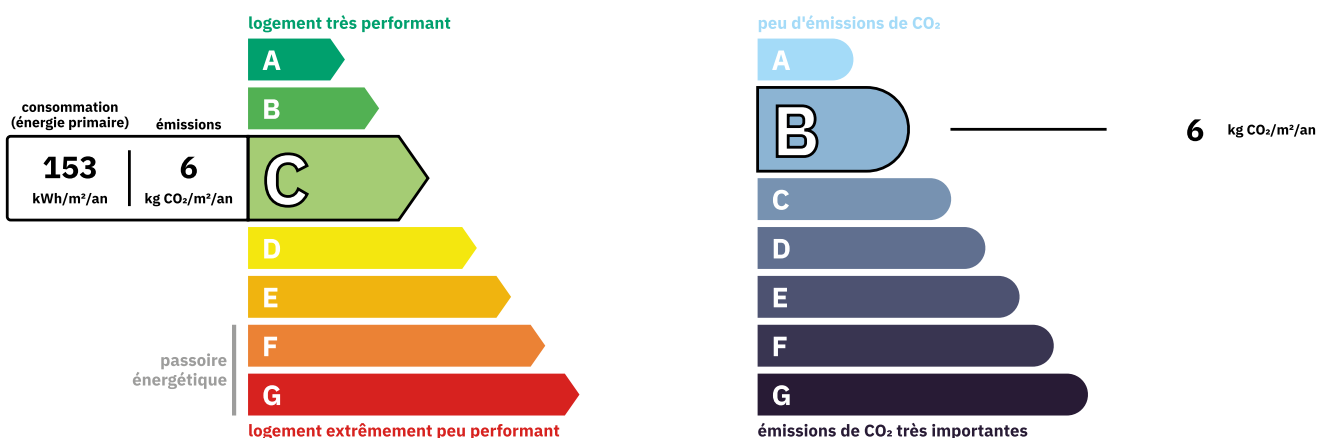 logement très performant
A
B
consommation
(énergie primaire)
émissions
153
kWh/m²/an
6
kg CO₂/m²/an
C
D
E
F
passoire
énergétique
G
logement extrêmement peu performant
peu d'émissions de CO₂
A
B
6 kg CO₂/m²/an
C
D
E
F
G
émissions de CO₂ très importantes